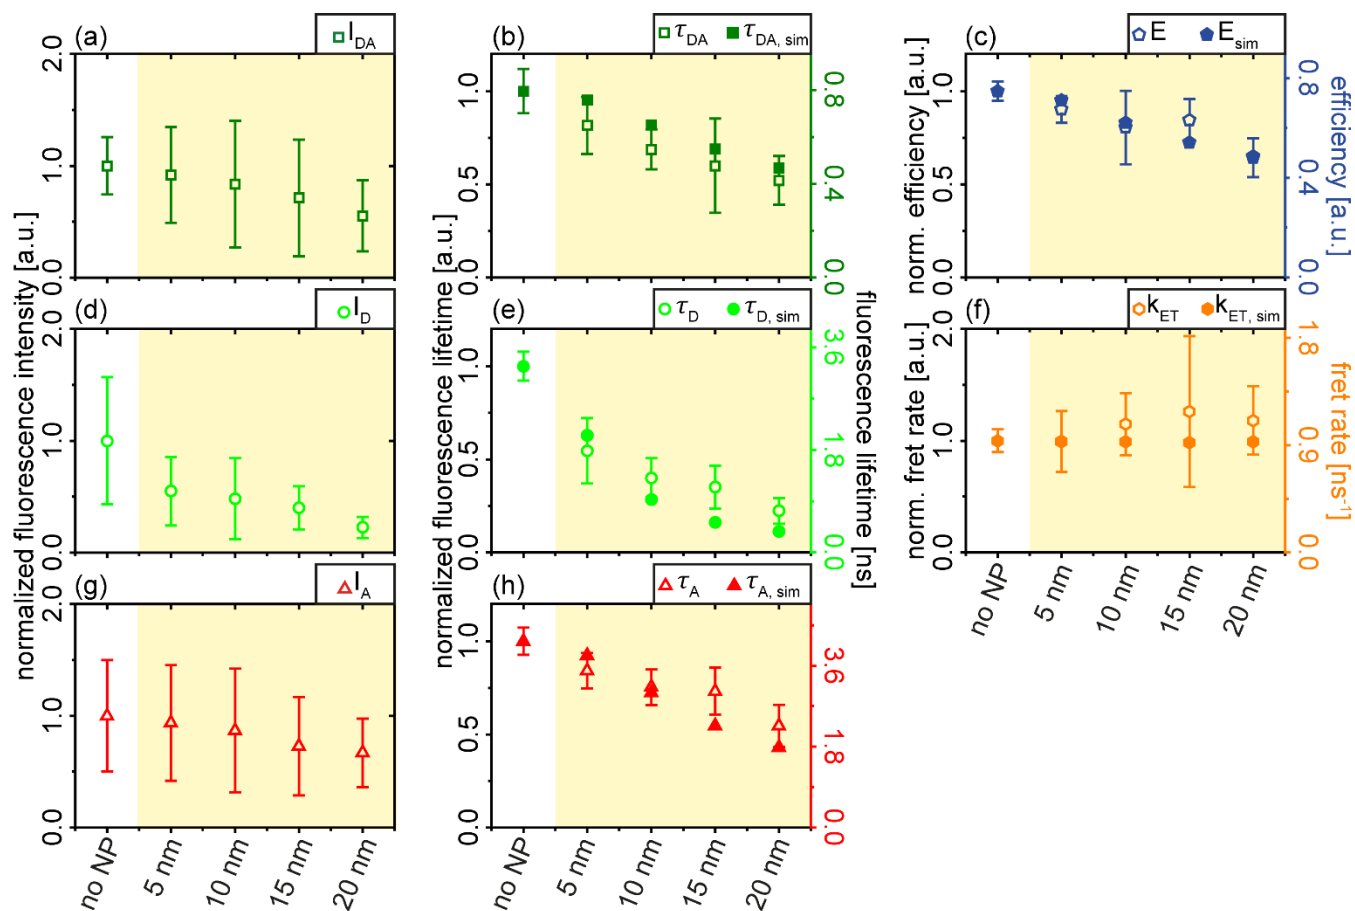 (a)
I_DA
2.0
1.0
0.0
(b)
τ_DA τ_DA, sim
1.0
0.5
0.0
0.8
0.4
0.0
(c)
E E_sim
norm. efficiency [a.u.]
1.0
0.5
0.0
0.8
0.4
0.0
efficiency [a.u.]
normalized fluorescence intensity [a.u.]
(d)
I_D
2.0
1.0
0.0
normalized fluorescence lifetime [a.u.]
(e)
τ_D τ_D, sim
1.0
0.5
0.0
3.6
1.8
0.0
fluorescence lifetime [ns]
(f)
k_ET k_ET, sim
norm. fret rate [a.u.]
2.0
1.0
0.0
1.8
0.9
0.0
fret rate [ns⁻¹]
no NP
5 nm
10 nm
15 nm
20 nm
(g)
I_A
2.0
1.0
0.0
no NP
5 nm
10 nm
15 nm
20 nm
(h)
τ_A τ_A, sim
1.0
0.5
0.0
3.6
1.8
0.0
no NP
5 nm
10 nm
15 nm
20 nm